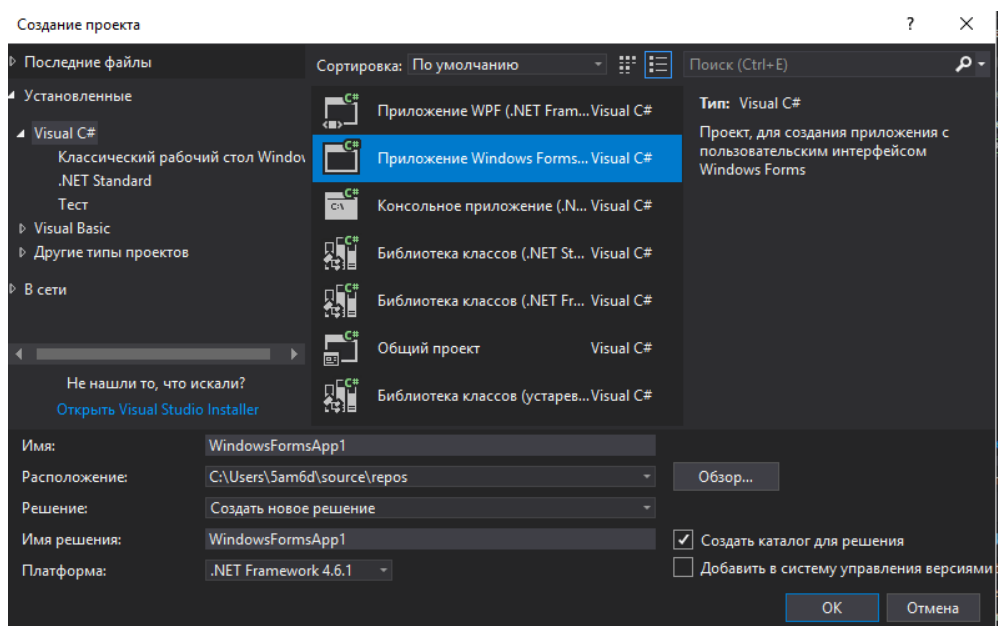 Создание проекта
? ×
Последние файлы
Установленные
Visual C#
Классический рабочий стол Window
.NET Standard
Тест
Visual Basic
Другие типы проектов
В сети
Не нашли то, что искали?
Открыть Visual Studio Installer
Сортировка: По умолчанию
Приложение WPF (.NET Fram... Visual C#
Приложение Windows Forms... Visual C#
Консольное приложение (.N... Visual C#
Библиотека классов (.NET St... Visual C#
Библиотека классов (.NET Fr... Visual C#
Общий проект Visual C#
Библиотека классов (устарев... Visual C#
Поиск (Ctrl+E)
Тип: Visual C#
Проект, для создания приложения с
пользовательским интерфейсом
Windows Forms
Имя: WindowsFormsApp1
Расположение: C:\Users\5am6d\source\repos
Обзор...
Решение: Создать новое решение
Имя решения: WindowsFormsApp1
Создать каталог для решения
Платформа: .NET Framework 4.6.1
Добавить в систему управления версиями
OK Отмена